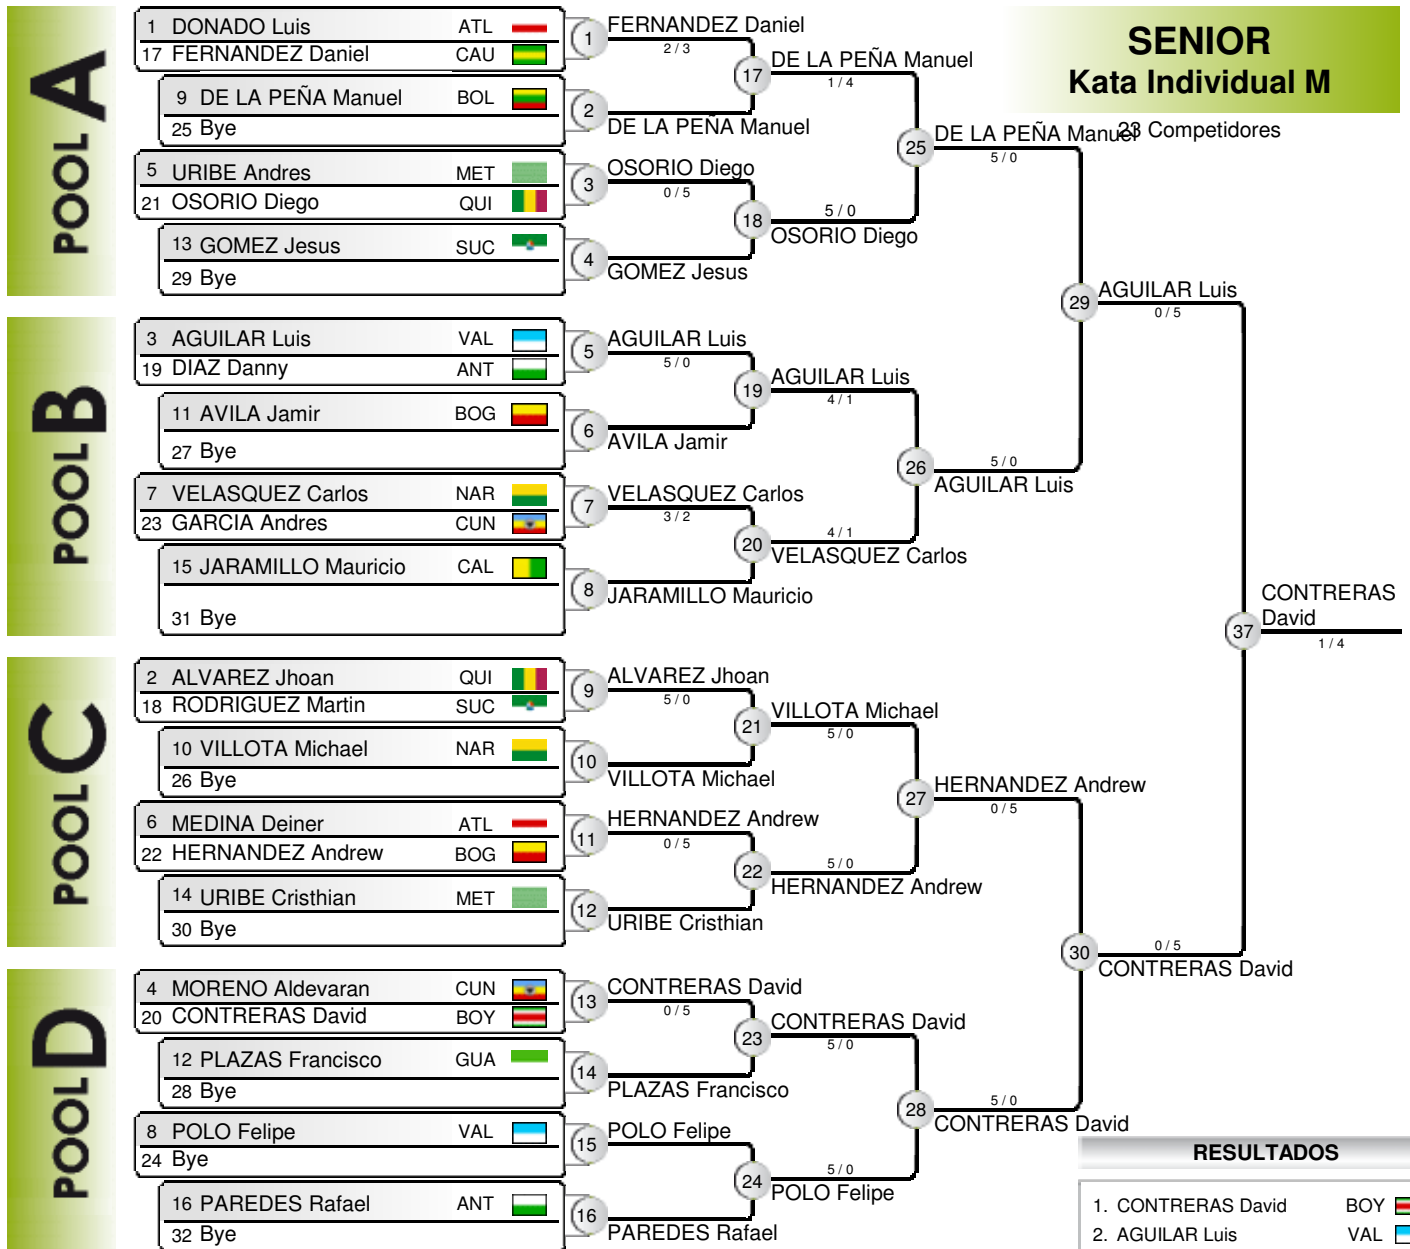 SENIOR
Kata Individual M
23 Competidores
POOL A
1 DONADO Luis ATL
17 FERNANDEZ Daniel CAU
9 DE LA PEÑA Manuel BOL
25 Bye
5 URIBE Andres MET
21 OSORIO Diego QUI
13 GOMEZ Jesus SUC
29 Bye
POOL B
3 AGUILAR Luis VAL
19 DIAZ Danny ANT
11 AVILA Jamir BOG
27 Bye
7 VELASQUEZ Carlos NAR
23 GARCIA Andres CUN
15 JARAMILLO Mauricio CAL
31 Bye
POOL C
2 ALVAREZ Jhoan QUI
18 RODRIGUEZ Martin SUC
10 VILLOTA Michael NAR
26 Bye
6 MEDINA Deiner ATL
22 HERNANDEZ Andrew BOG
14 URIBE Cristhian MET
30 Bye
POOL D
4 MORENO Aldevaran CUN
20 CONTRERAS David BOY
12 PLAZAS Francisco GUA
28 Bye
8 POLO Felipe VAL
24 Bye
16 PAREDES Rafael ANT
32 Bye
1 FERNANDEZ Daniel
2 / 3
2 DE LA PEÑA Manuel
3 OSORIO Diego
0 / 5
4 GOMEZ Jesus
5 AGUILAR Luis
5 / 0
6 AVILA Jamir
7 VELASQUEZ Carlos
3 / 2
8 JARAMILLO Mauricio
9 ALVAREZ Jhoan
5 / 0
10 VILLOTA Michael
11 HERNANDEZ Andrew
0 / 5
12 URIBE Cristhian
13 CONTRERAS David
0 / 5
14 PLAZAS Francisco
15 POLO Felipe
16 PAREDES Rafael
17 DE LA PEÑA Manuel
1 / 4
18 5 / 0
OSORIO Diego
19 AGUILAR Luis
4 / 1
20 4 / 1
VELASQUEZ Carlos
21 VILLOTA Michael
5 / 0
22 5 / 0
HERNANDEZ Andrew
23 CONTRERAS David
5 / 0
24 5 / 0
POLO Felipe
25 DE LA PEÑA Manuel
5 / 0
26 5 / 0
AGUILAR Luis
27 HERNANDEZ Andrew
0 / 5
28 5 / 0
CONTRERAS David
29 AGUILAR Luis
0 / 5
30 0 / 5
CONTRERAS David
37 CONTRERAS
David
1 / 4
RESULTADOS
1. CONTRERAS David BOY
2. AGUILAR Luis VAL